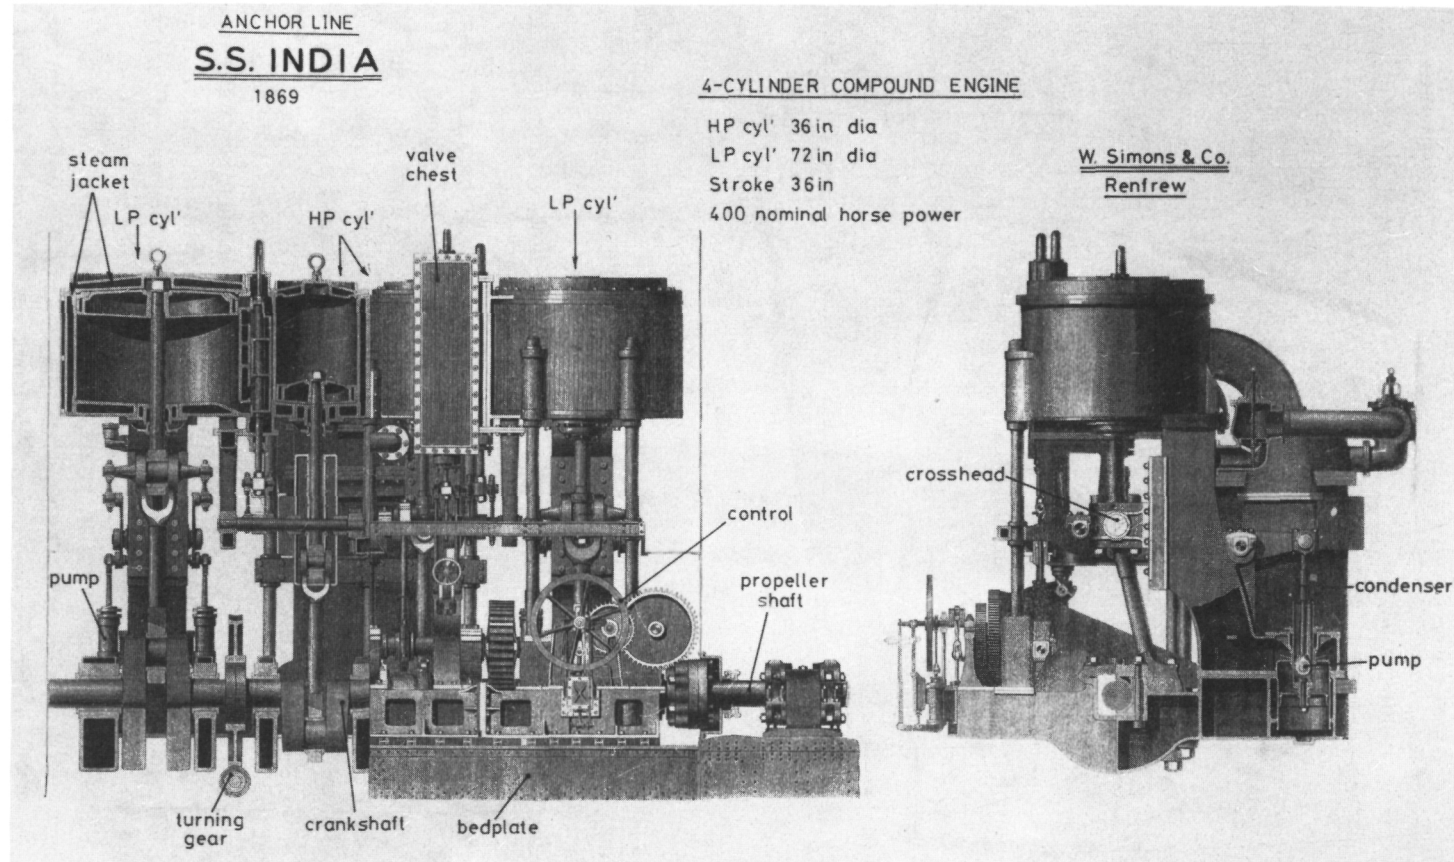 ANCHOR LINE
S.S. INDIA
1869
4-CYLINDER COMPOUND ENGINE
HP cyl' 36in dia
LP cyl' 72in dia
Stroke 36in
400 nominal horse power
W. Simons & Co.
Renfrew
steam
jacket
LP cyl'
HP cyl'
valve
chest
LP cyl'
crosshead
control
pump
propeller
shaft
condenser
pump
turning
gear
crankshaft
bedplate